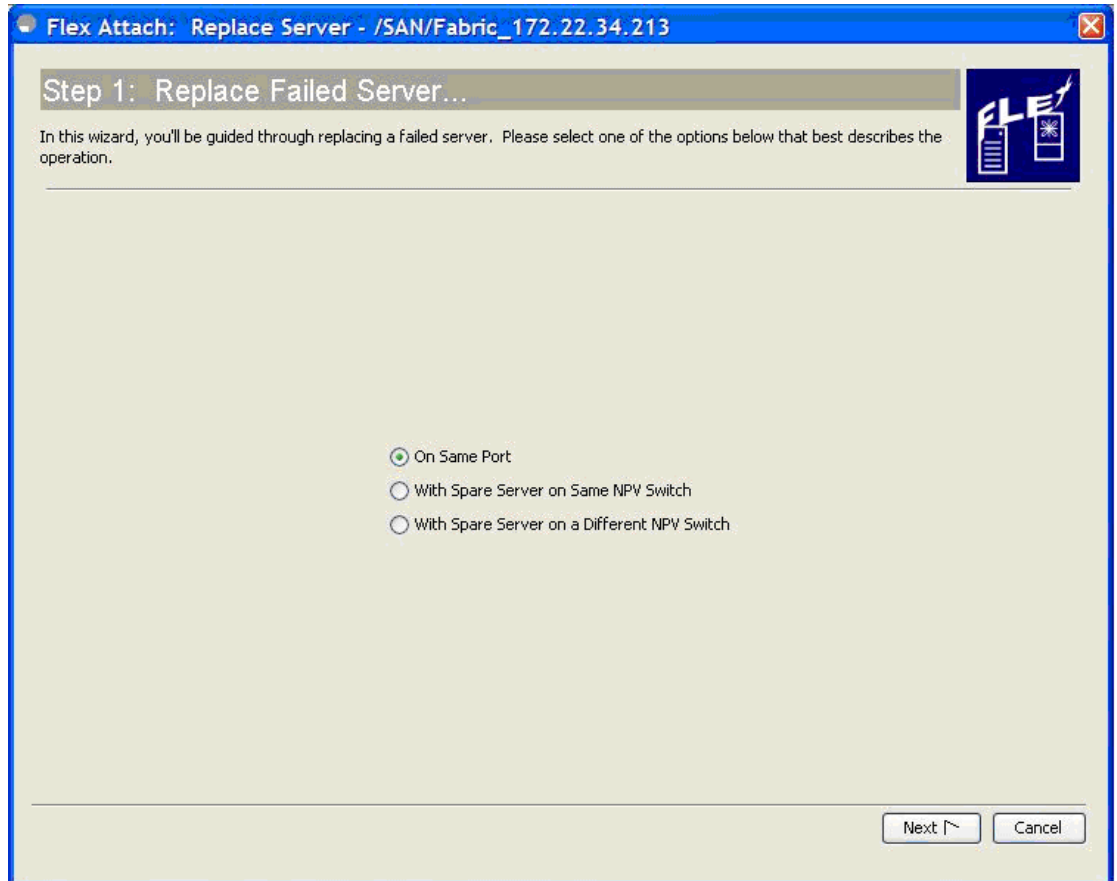 Flex Attach: Replace Server - /SAN/Fabric_172.22.34.213
Step 1: Replace Failed Server...
In this wizard, you'll be guided through replacing a failed server. Please select one of the options below that best describes the
operation.
FLEX
On Same Port
With Spare Server on Same NPV Switch
With Spare Server on a Different NPV Switch
Next
Cancel